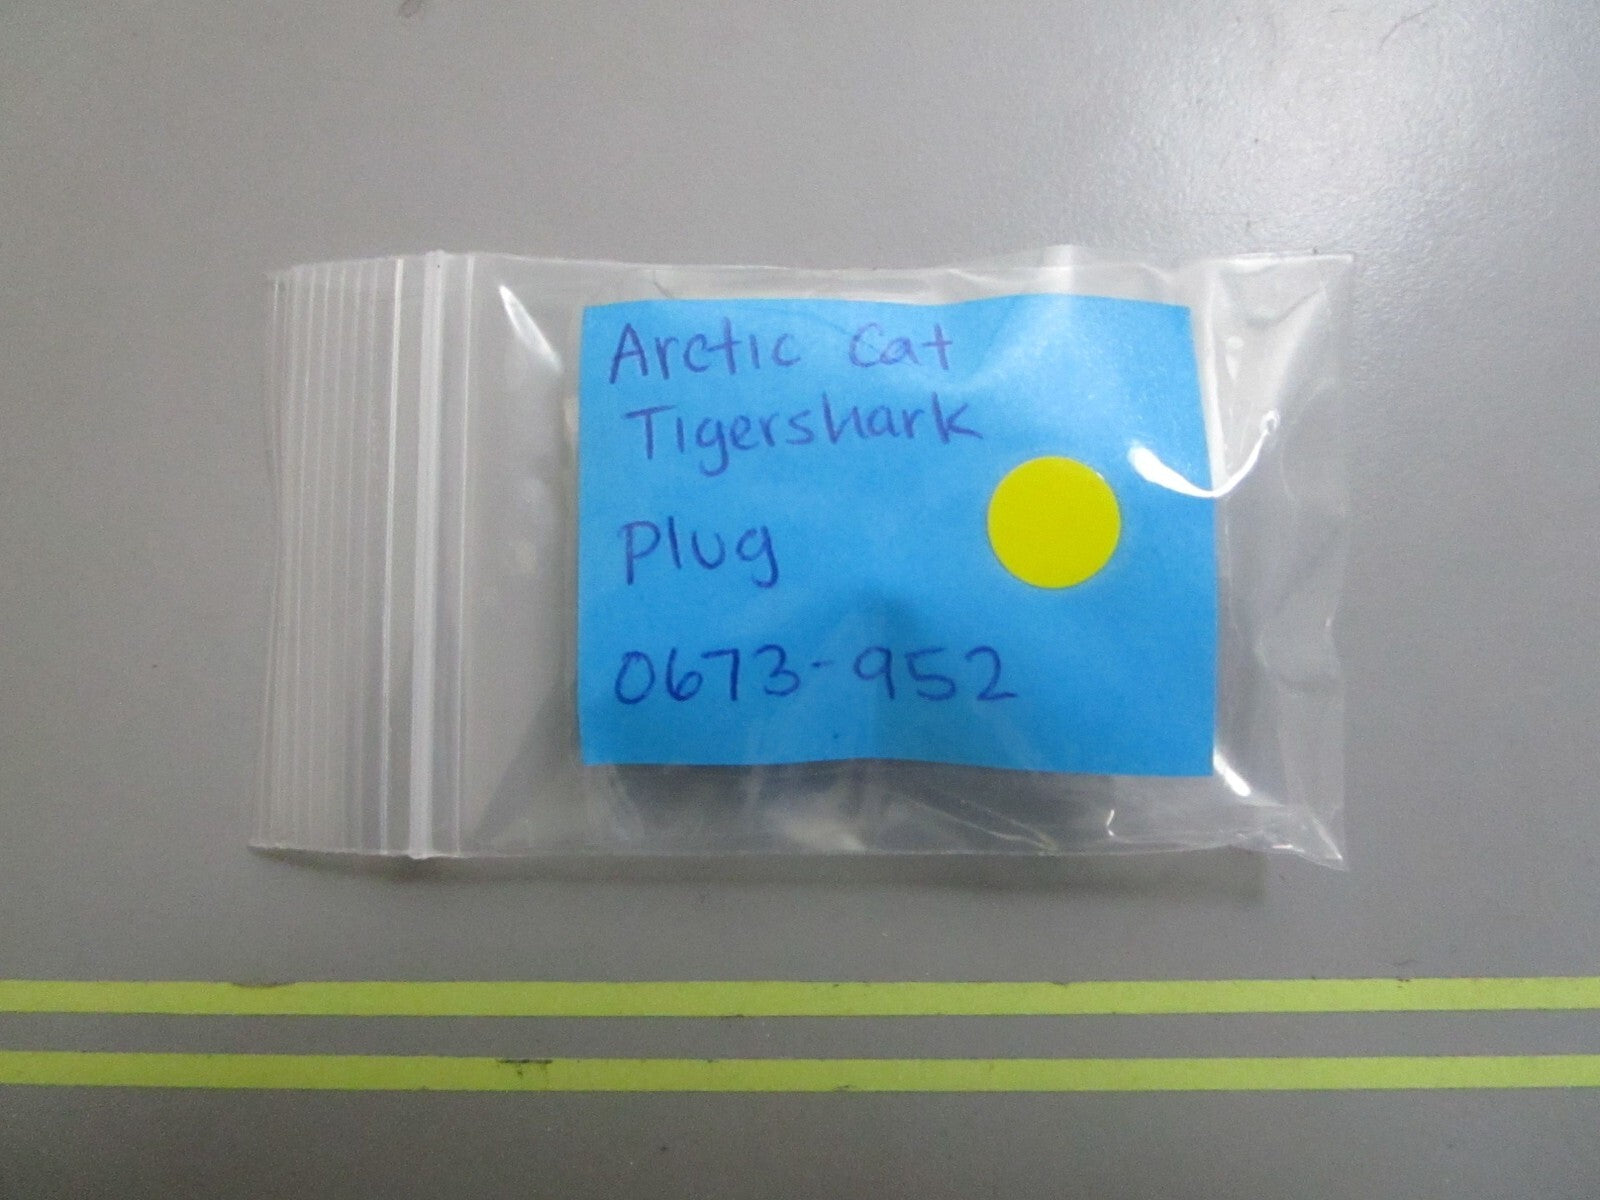 Arctic Cat
Tigershark
Plug
0673-952